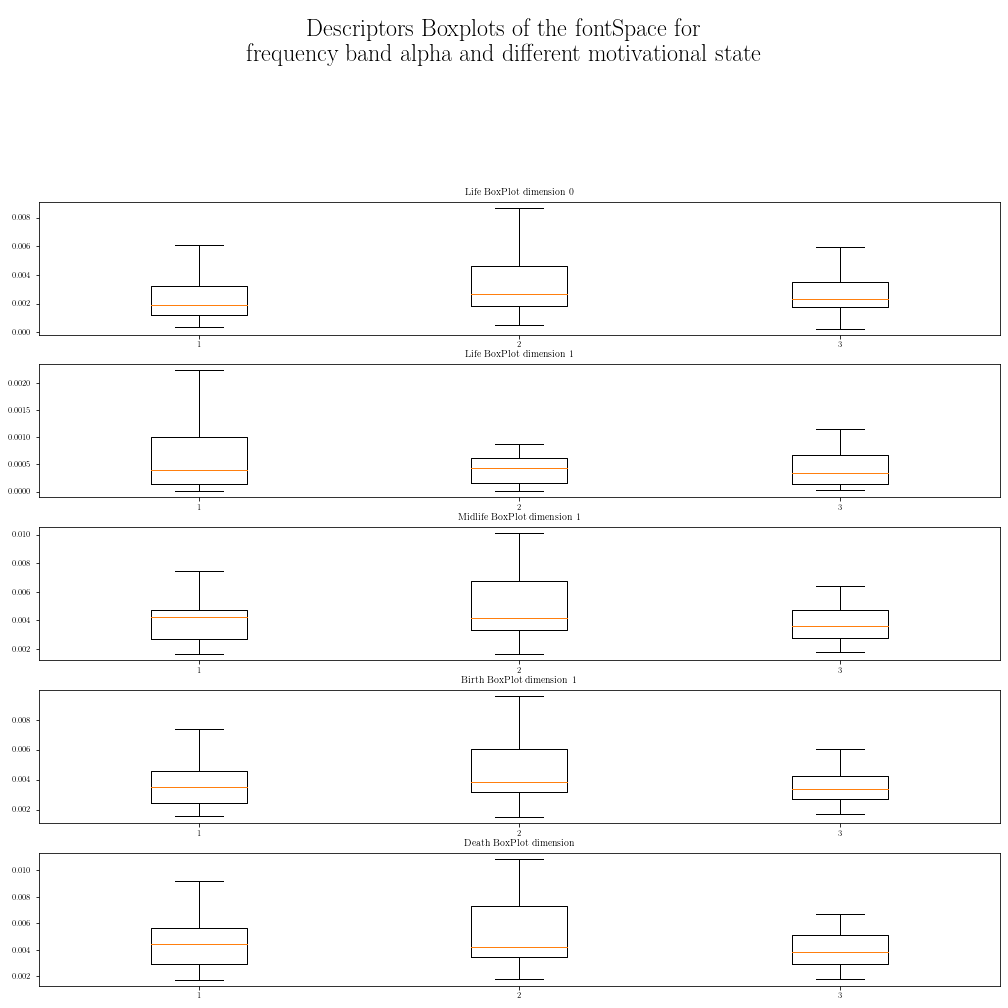 Descriptors Boxplots of the fontSpace for
frequency band alpha and different motivational state
Life BoxPlot dimension 0
0.008
0.006
0.004
0.002
0.000
1 2 3
Life BoxPlot dimension 1
0.0020
0.0015
0.0010
0.0005
0.0000
1 2 3
Midlife BoxPlot dimension 1
0.010
0.008
0.006
0.004
0.002
1 2 3
Birth BoxPlot dimension 1
0.008
0.006
0.004
0.002
1 2 3
Death BoxPlot dimension
0.010
0.008
0.006
0.004
0.002
1 2 3